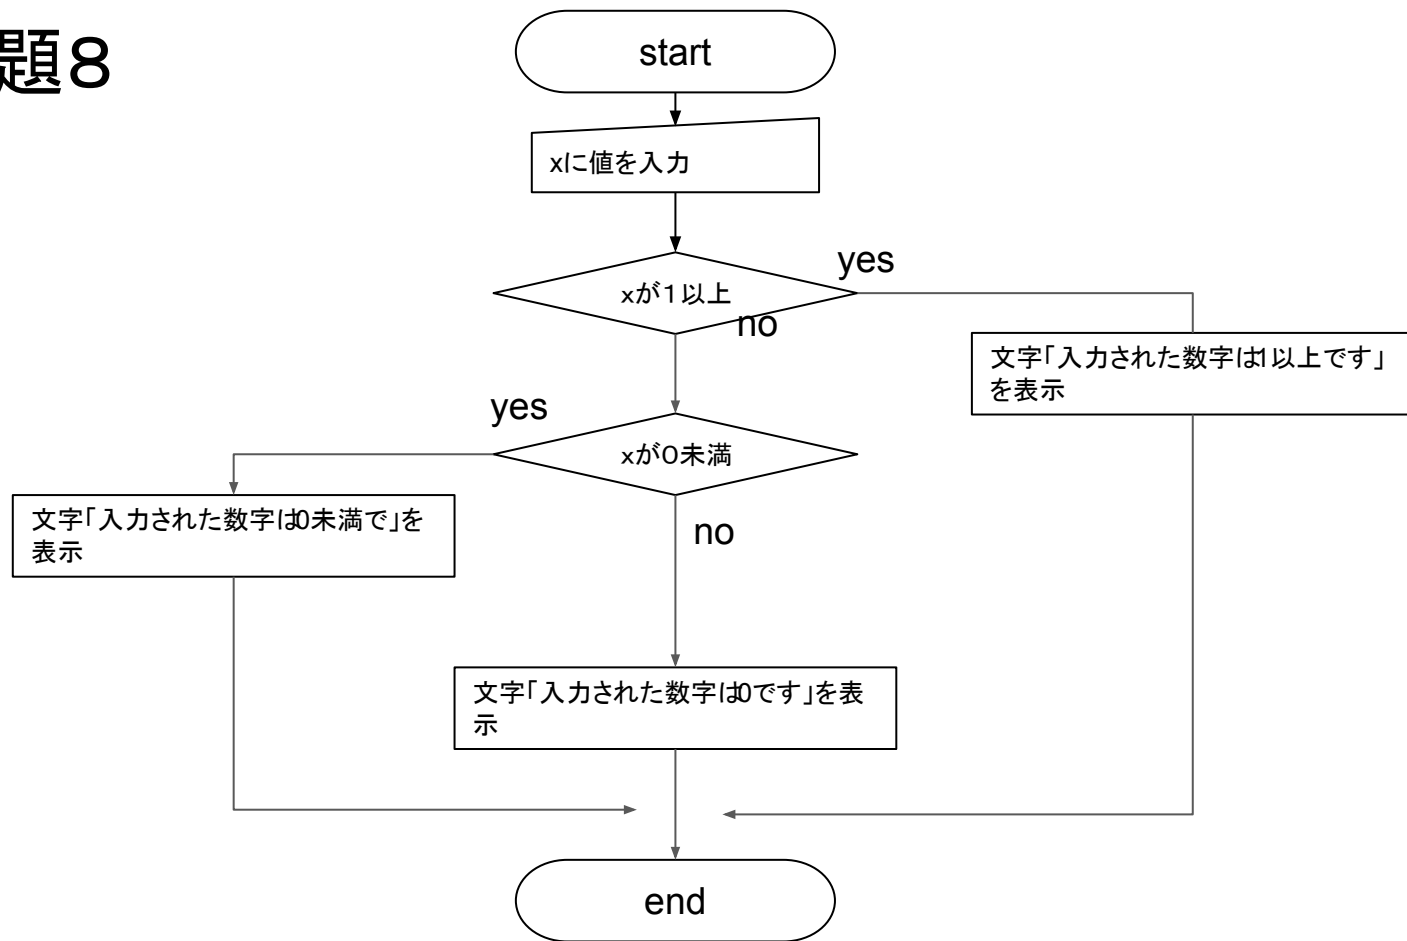 題８
start
xに値を入力
yes
xが１以上
no
文字「入力された数字は1以上です」
を表示
yes
xが０未満
文字「入力された数字は0未満で」を
表示
no
文字「入力された数字は0です」を表
示
end